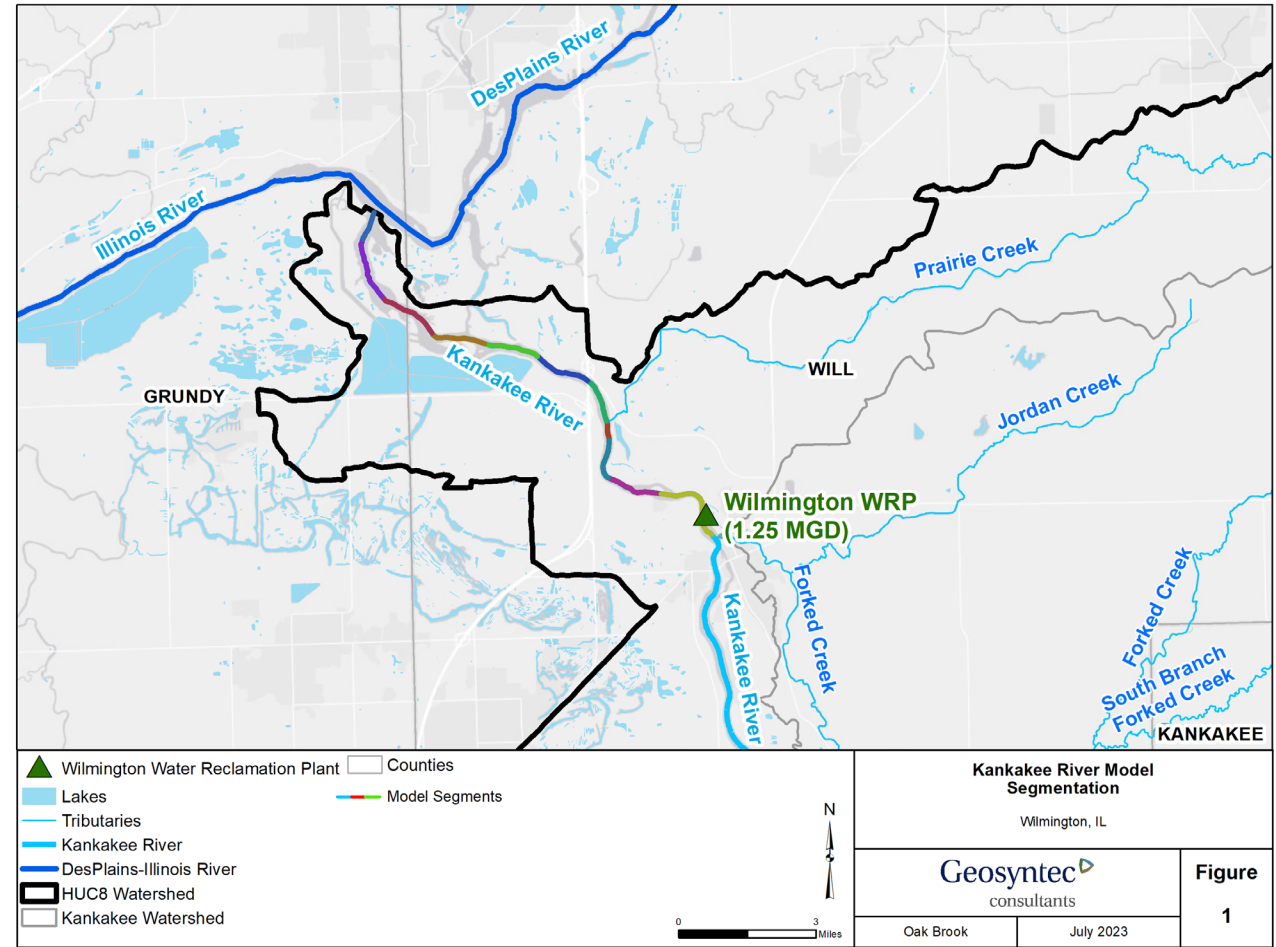 DesPlains River
Illinois River
Prairie Creek
Kankakee River
WILL
GRUNDY
Jordan Creek
Wilmington WRP
(1.25 MGD)
Forked Creek
Kankakee River
Forked Creek
South Branch
Forked Creek
KANKAKEE
Wilmington Water Reclamation Plant
Counties
Lakes
Model Segments
Tributaries
Kankakee River
DesPlains-Illinois River
HUC8 Watershed
Kankakee Watershed
N
0
3
Miles
Kankakee River Model
Segmentation
Wilmington, IL
Geosyntec
consultants
Figure
1
Oak Brook
July 2023